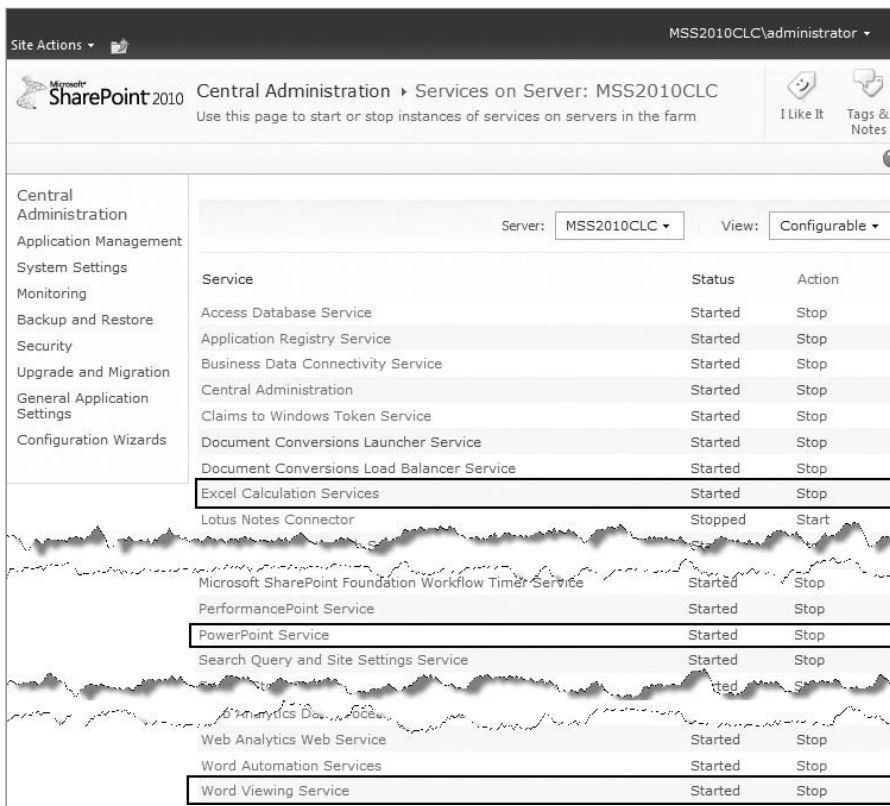 MSS2010CLC\administrator
Site Actions
Microsoft SharePoint 2010
Central Administration Services on Server: MSS2010CLC
Use this page to start or stop instances of services on servers in the farm
I Like It
Tags & Notes
Central Administration
Application Management
System Settings
Monitoring
Backup and Restore
Security
Upgrade and Migration
General Application Settings
Configuration Wizards
Server: MSS2010CLC View: Configurable
Service Status Action
Access Database Service Started Stop
Application Registry Service Started Stop
Business Data Connectivity Service Started Stop
Central Administration Started Stop
Claims to Windows Token Service Started Stop
Document Conversions Launcher Service Started Stop
Document Conversions Load Balancer Service Started Stop
Excel Calculation Services Started Stop
Lotus Notes Connector Stopped Start
Microsoft SharePoint Foundation Workflow Timer Service Started Stop
PerformancePoint Service Started Stop
PowerPoint Service Started Stop
Search Query and Site Settings Service Started Stop
Web Analytics Web Service Started Stop
Word Automation Services Started Stop
Word Viewing Service Started Stop